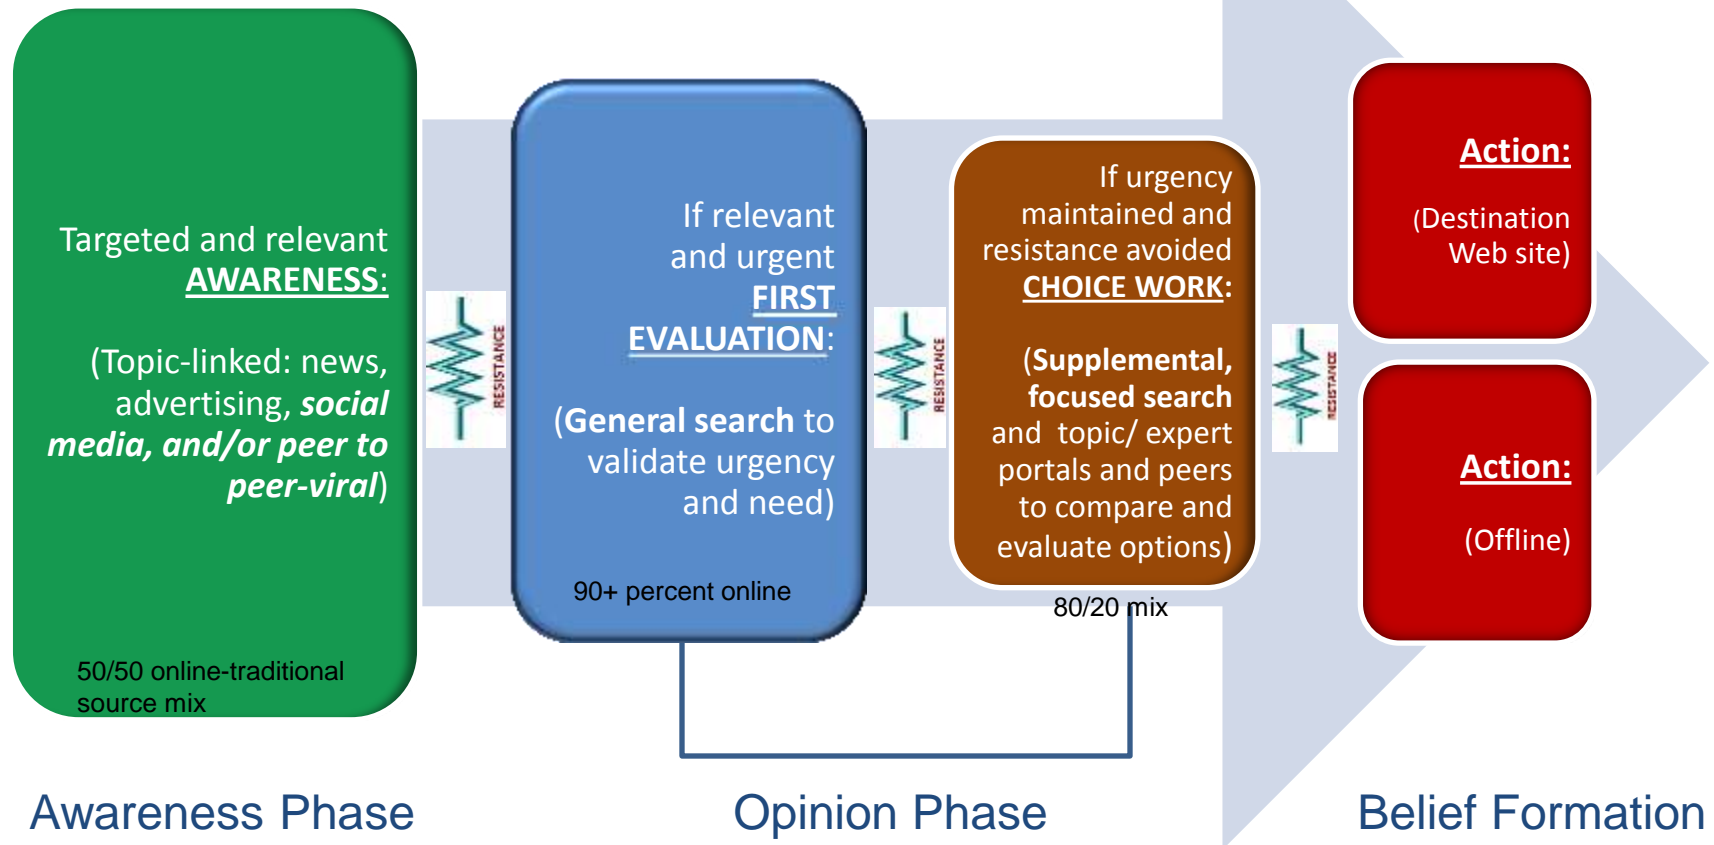 Targeted and relevant
AWARENESS:
(Topic-linked: news,
advertising, social
media, and/or peer to
peer-viral)
50/50 online-traditional
source mix
RESISTANCE
If relevant
and urgent
FIRST
EVALUATION:
(General search to
validate urgency
and need)
90+ percent online
RESISTANCE
If urgency
maintained and
resistance avoided
CHOICE WORK:
(Supplemental,
focused search
and topic/ expert
portals and peers
to compare and
evaluate options)
80/20 mix
RESISTANCE
Action:
(Destination
Web site)
Action:
(Offline)
Awareness Phase
Opinion Phase
Belief Formation